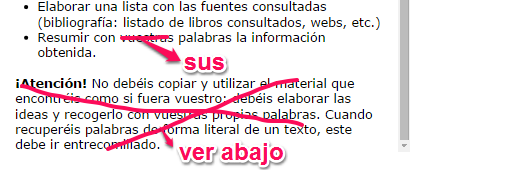 Elaborar una lista con las fuentes consultadas
(bibliografía: listado de libros consultados, webs, etc.)
Resumir con vuestras palabras la información
obtenida.
sus
¡Atención! No debéis copiar y utilizar el material que
encontréis como si fuera vuestro: debéis elaborar las
ideas y recogerlo con vuestras propias palabras. Cuando
recuperéis palabras de forma literal de un texto, este
debe ir entrecomillado.
ver abajo